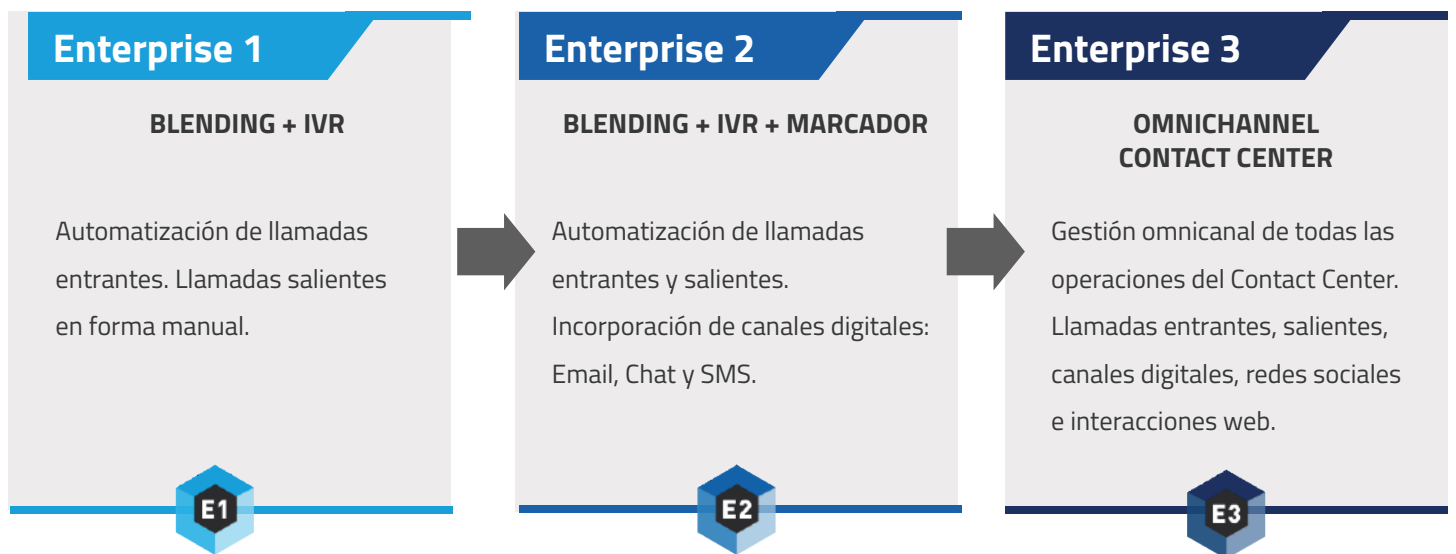 Enterprise 1
BLENDING + IVR
Automatización de llamadas
entrantes. Llamadas salientes
en forma manual.
E1
Enterprise 2
BLENDING + IVR + MARCADOR
Automatización de llamadas
entrantes y salientes.
Incorporación de canales digitales:
Email, Chat y SMS.
E2
Enterprise 3
OMNICHANNEL
CONTACT CENTER
Gestión omnicanal de todas las
operaciones del Contact Center.
Llamadas entrantes, salientes,
canales digitales, redes sociales
e interacciones web.
E3